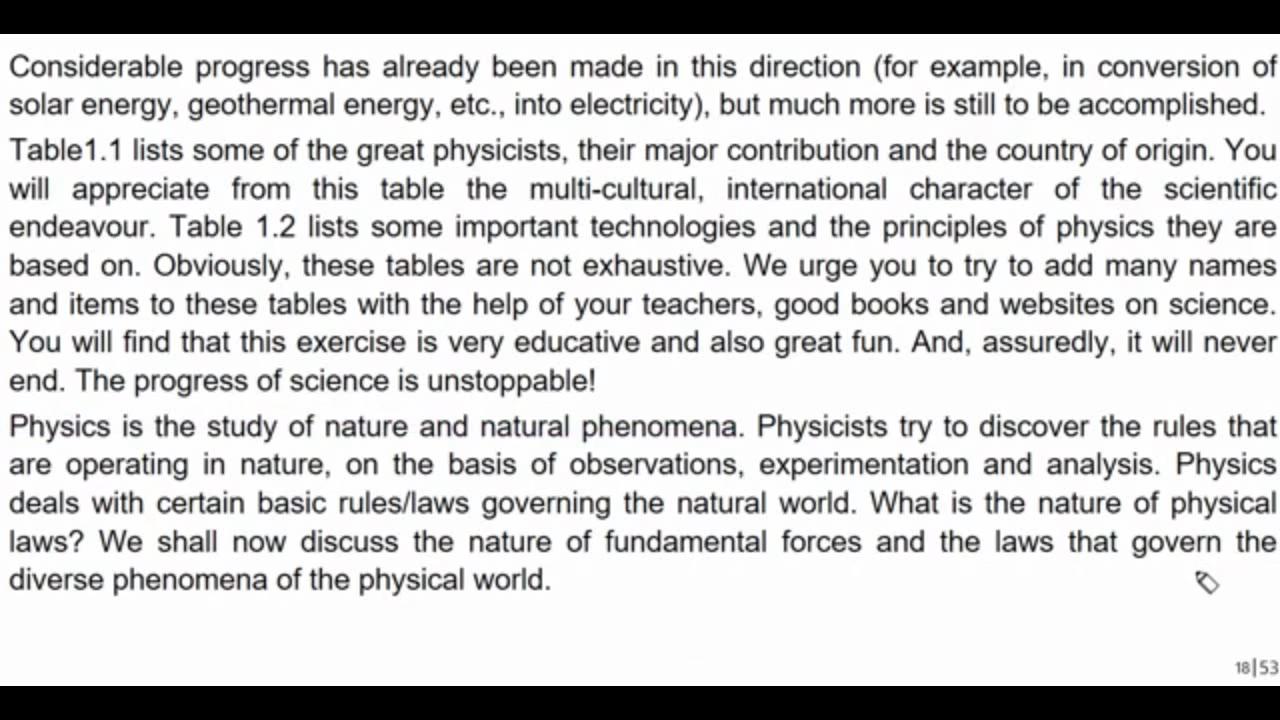 Considerable progress has already been made in this direction (for example, in conversion of
solar energy, geothermal energy, etc., into electricity), but much more is still to be accomplished.
Table1.1 lists some of the great physicists, their major contribution and the country of origin. You
will appreciate from this table the multi-cultural, international character of the scientific
endeavour. Table 1.2 lists some important technologies and the principles of physics they are
based on. Obviously, these tables are not exhaustive. We urge you to try to add many names
and items to these tables with the help of your teachers, good books and websites on science.
You will find that this exercise is very educative and also great fun. And, assuredly, it will never
end. The progress of science is unstoppable!
Physics is the study of nature and natural phenomena. Physicists try to discover the rules that
are operating in nature, on the basis of observations, experimentation and analysis. Physics
deals with certain basic rules/laws governing the natural world. What is the nature of physical
laws? We shall now discuss the nature of fundamental forces and the laws that govern the
diverse phenomena of the physical world.
18|53